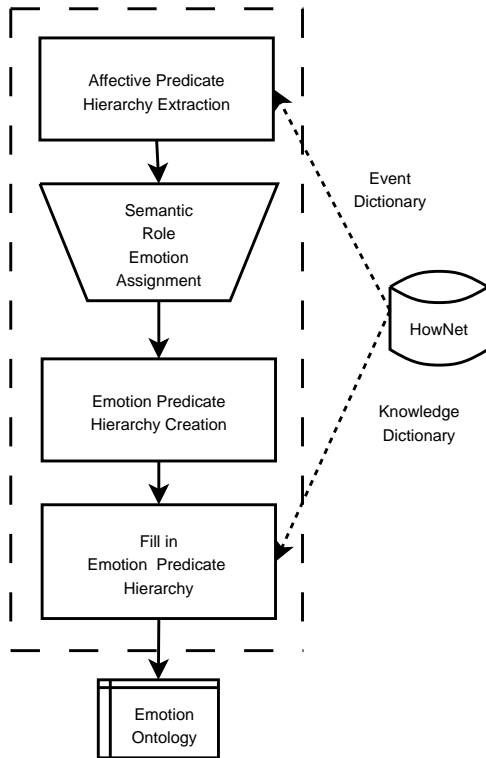 Affective Predicate
Hierarchy Extraction
Semantic
Role
Emotion
Assignment
Emotion Predicate
Hierarchy Creation
Fill in
Emotion Predicate
Hierarchy
Emotion
Ontology
Event
Dictionary
HowNet
Knowledge
Dictionary